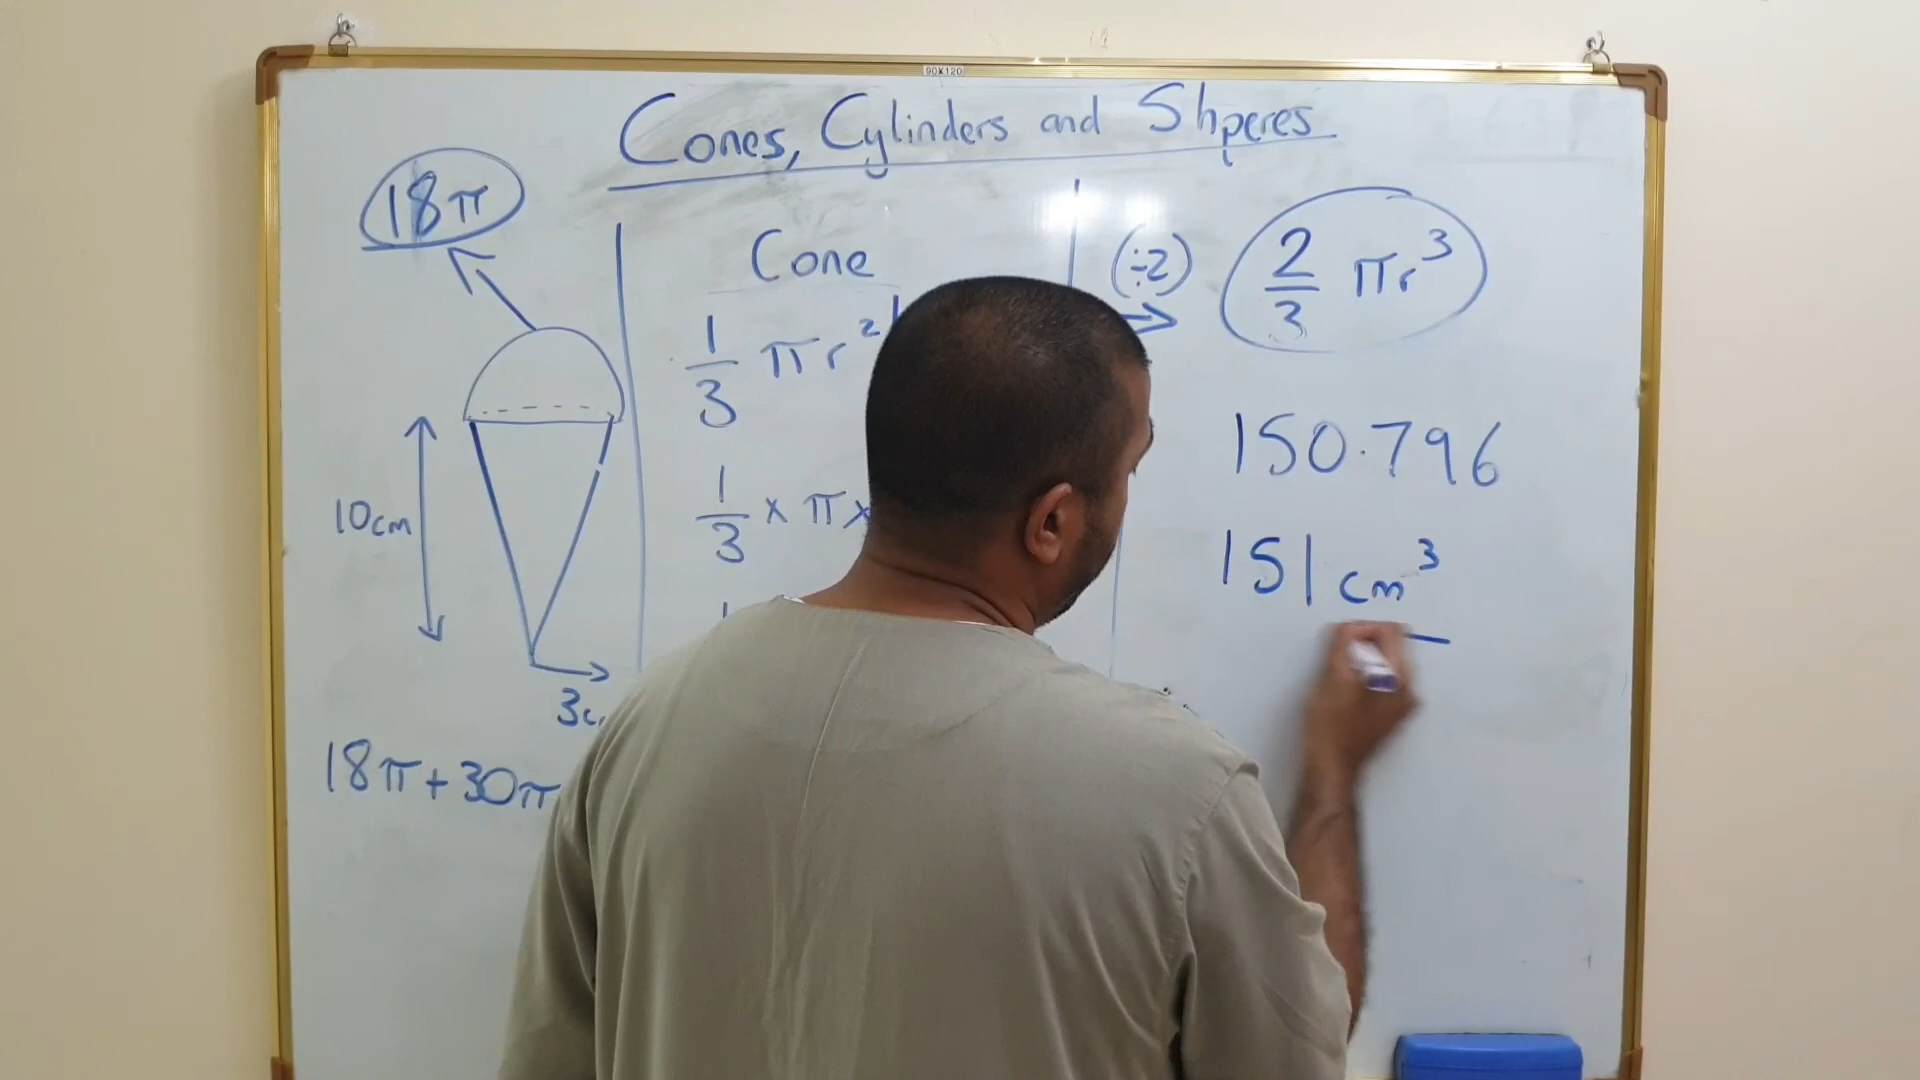 90X120
Cones, Cylinders and Shperes
18π
10cm
3c
18π + 30π
Cone
1/3 πr²
1/3 × π ×
(÷2)
2/3 πr³
150.796
151 cm³